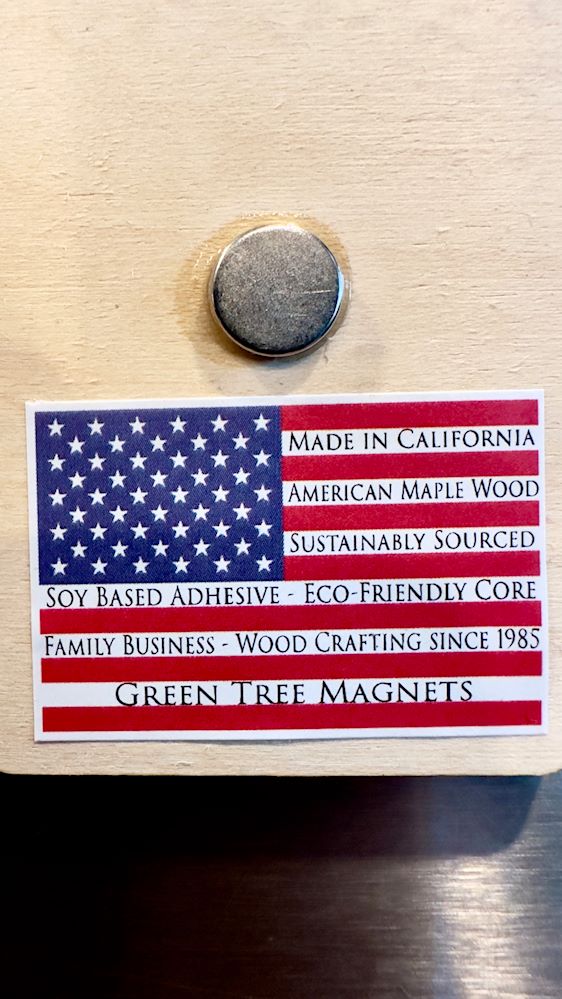 Made in California
American Maple Wood
Sustainably Sourced
Soy Based Adhesive - Eco-Friendly Core
Family Business - Wood Crafting since 1985
Green Tree Magnets